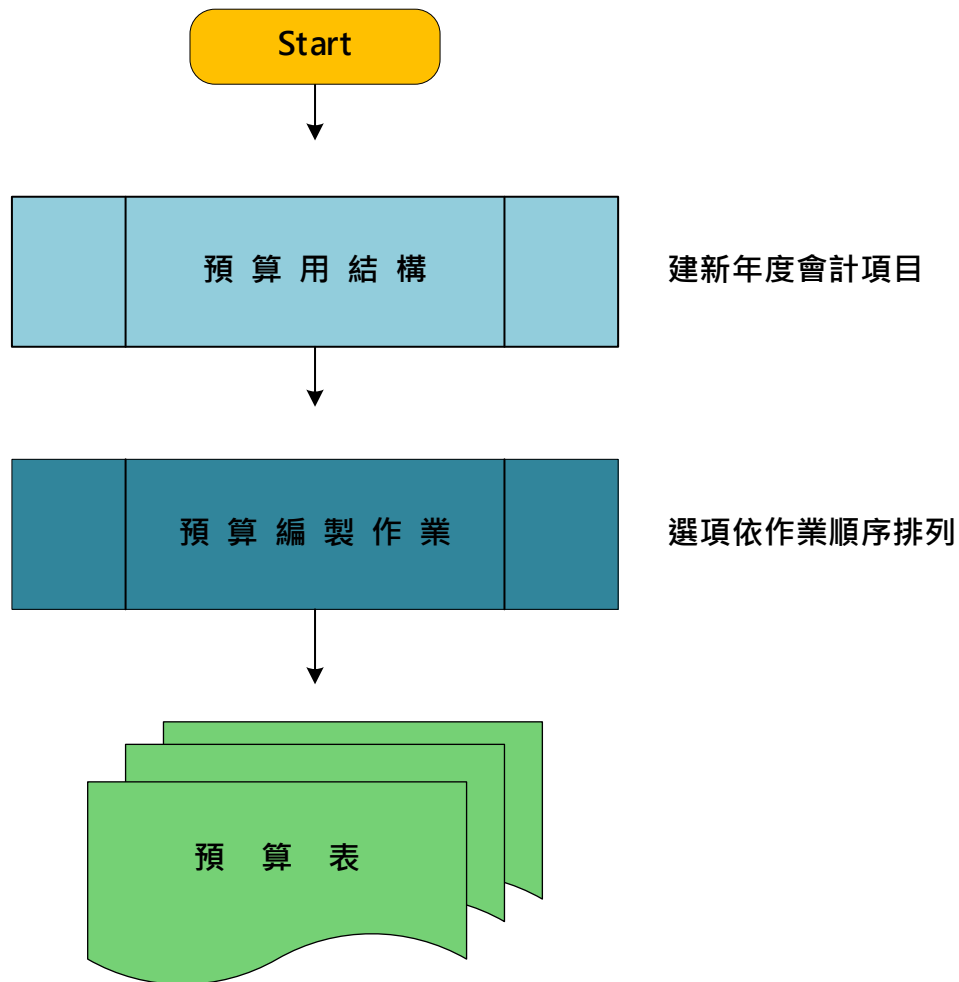 Start
預算用結構
建新年度會計項目
預算編製作業
選項依作業順序排列
預算表